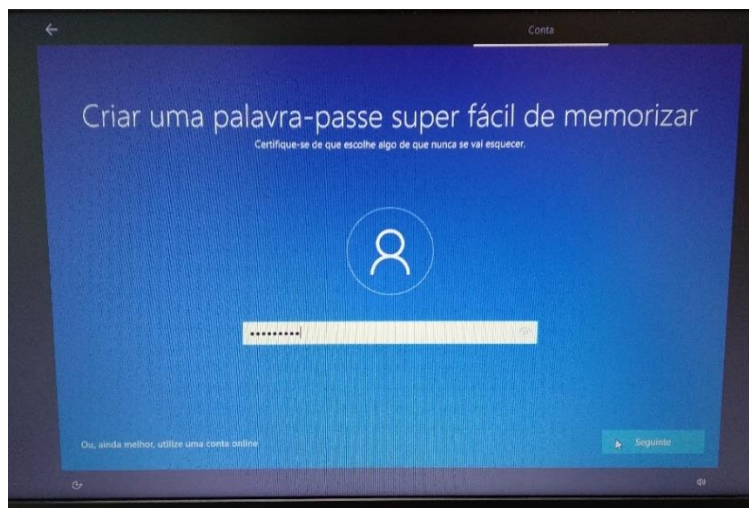 Conta
Criar uma palavra-passe super fácil de memorizar
Certifique-se de que escolhe algo de que nunca se vai esquecer.
•••••••••
Ou, ainda melhor, utilize uma conta online
Seguinte